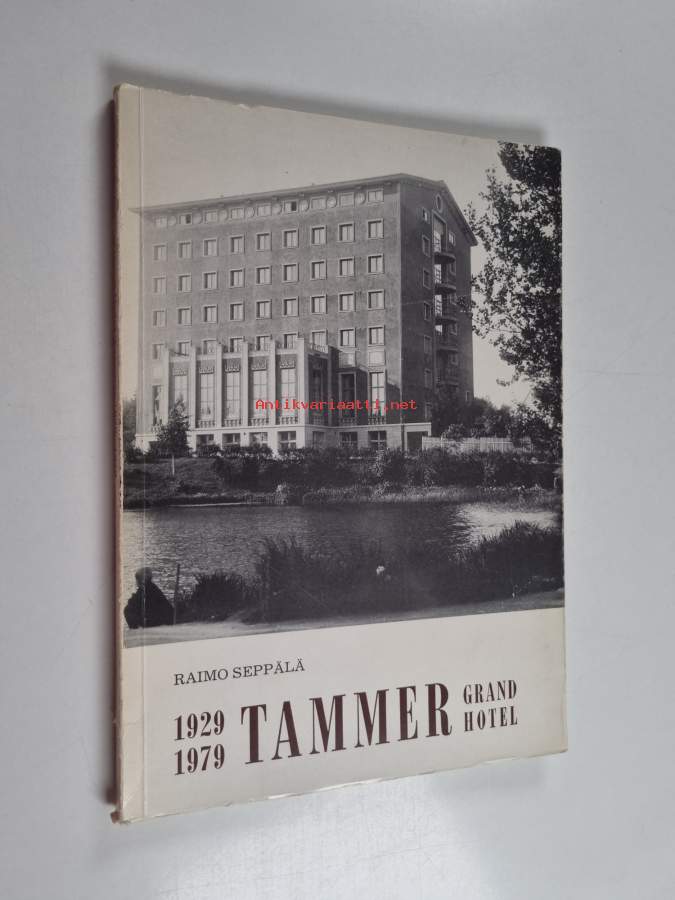 Antikvariaatti.net
RAIMO SEPPÄLÄ
1929 TAMMER GRAND
1979 HOTEL